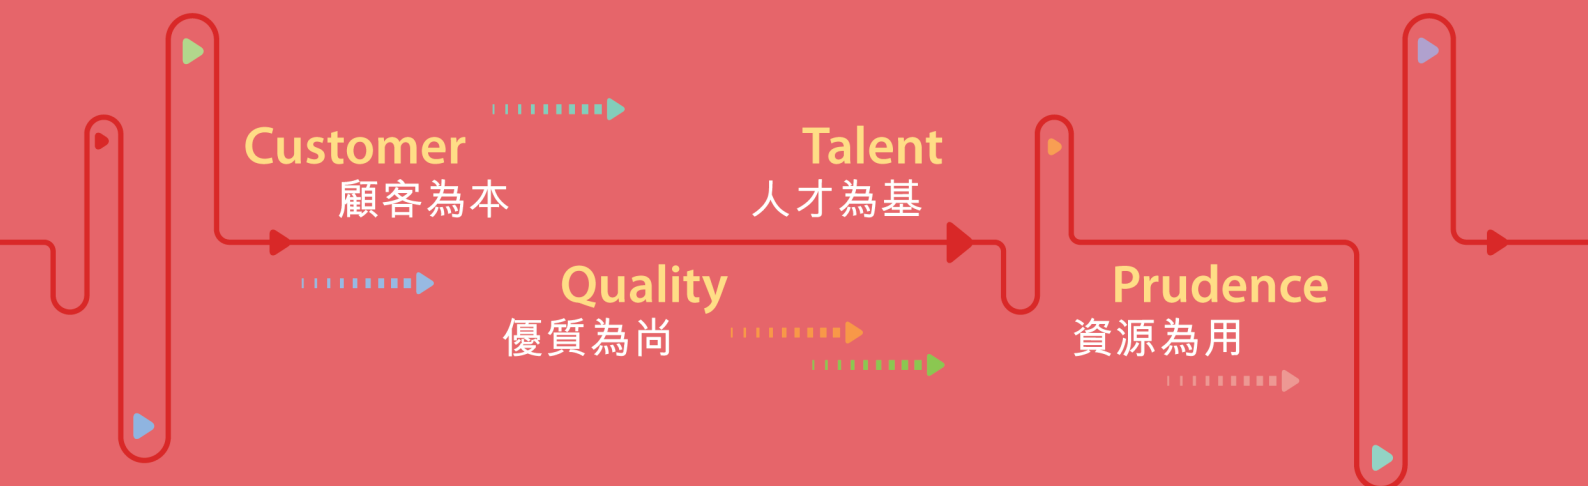 Customer
顧客為本
Talent
人才為基
Quality
優質為尚
Prudence
資源為用